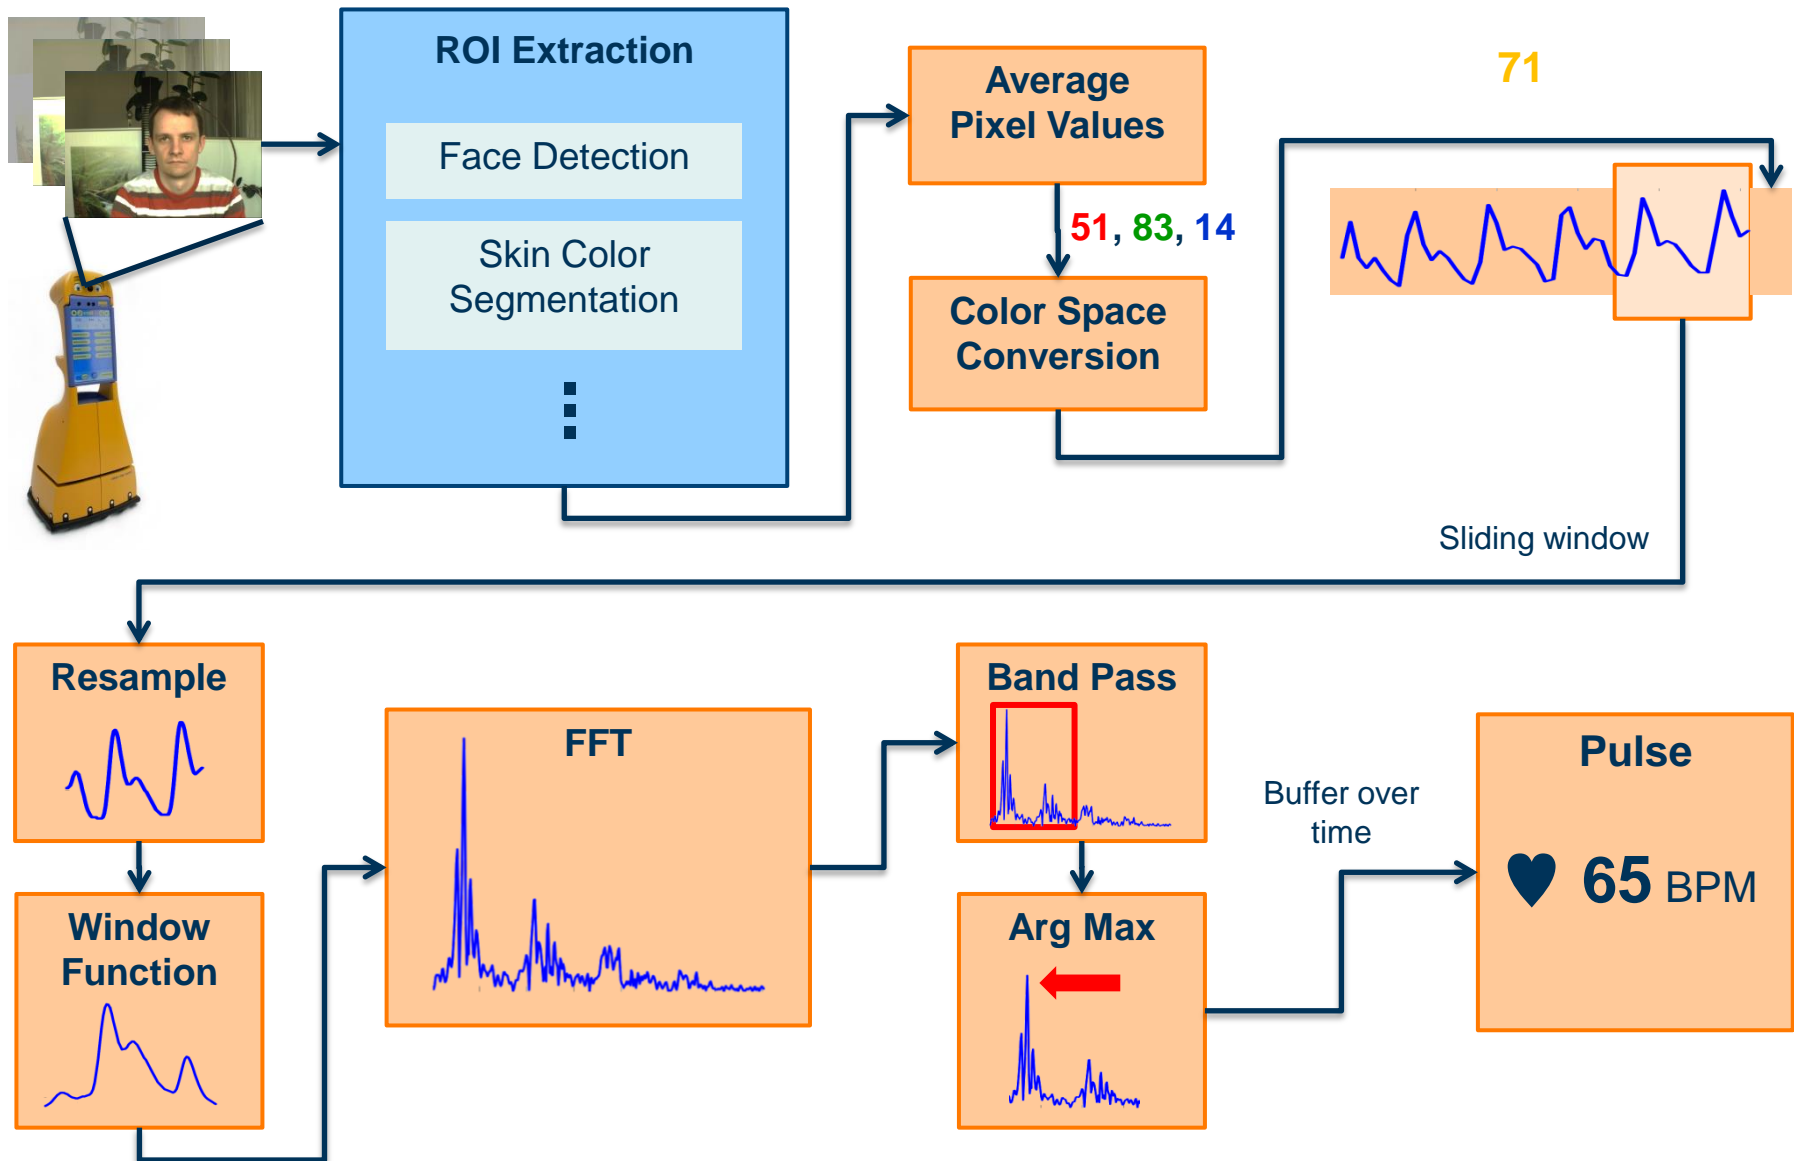 ROI Extraction
Face Detection
Skin Color
Segmentation
Average
Pixel Values
51, 83, 14
Color Space
Conversion
71
Sliding window
Resample
Window
Function
FFT
Band Pass
Arg Max
Buffer over
time
Pulse
65 BPM